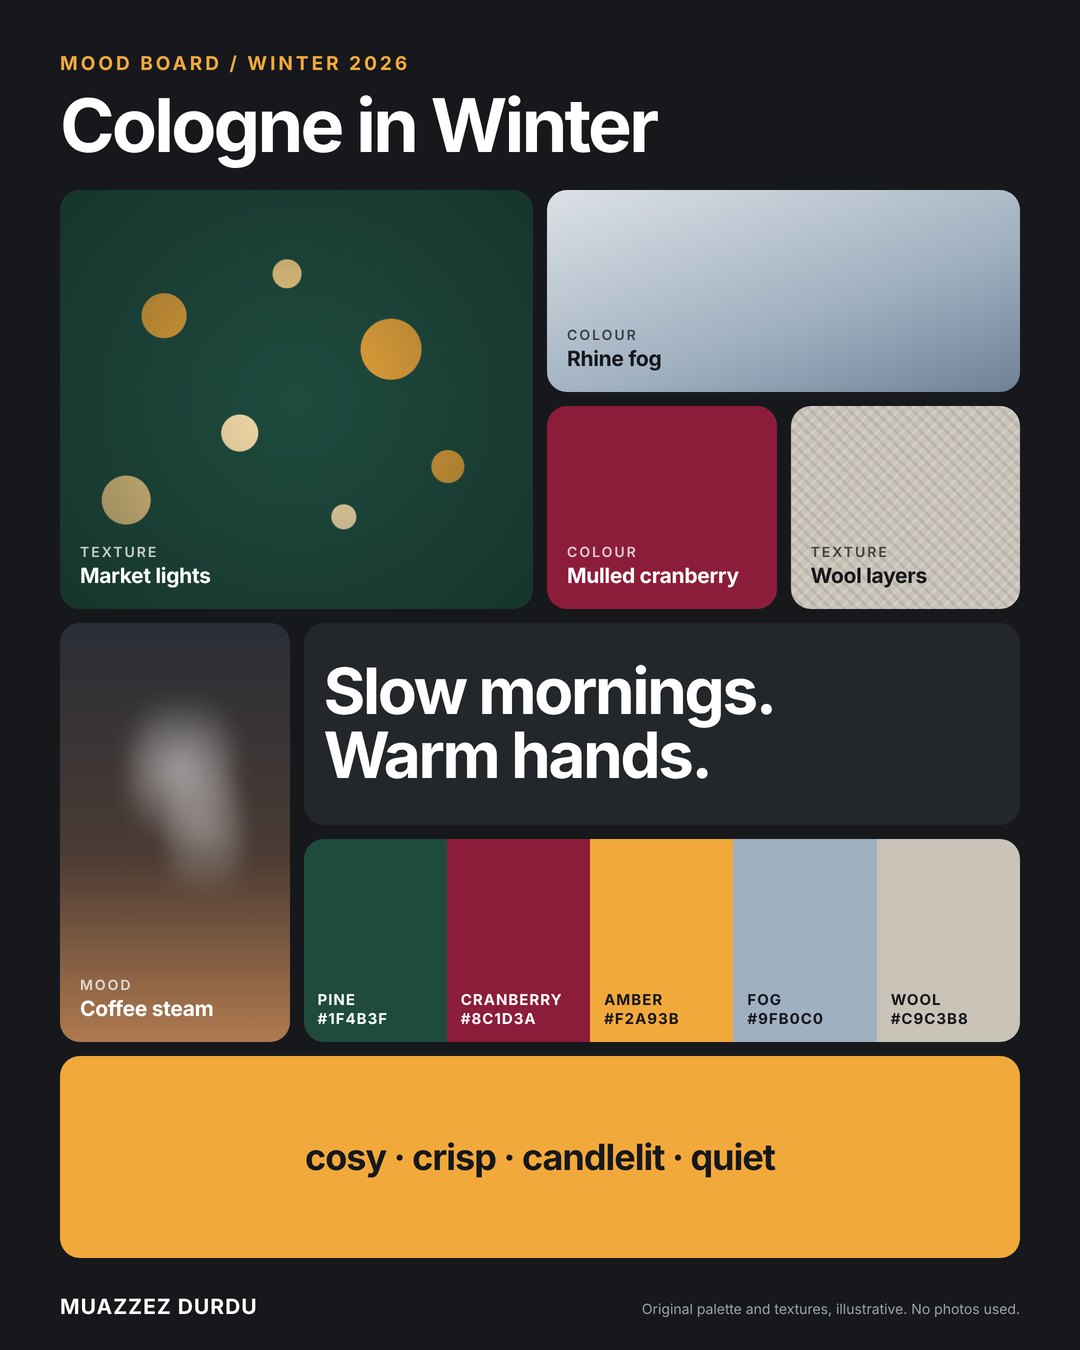 MOOD BOARD / WINTER 2026
Cologne in Winter
TEXTURE
Market lights
COLOUR
Rhine fog
COLOUR
Mulled cranberry
TEXTURE
Wool layers
MOOD
Coffee steam
Slow mornings.
Warm hands.
PINE
#1F4B3F
CRANBERRY
#8C1D3A
AMBER
#F2A93B
FOG
#9FB0C0
WOOL
#C9C3B8
cosy · crisp · candlelit · quiet
MUAZZEZ DURDU
Original palette and textures, illustrative. No photos used.